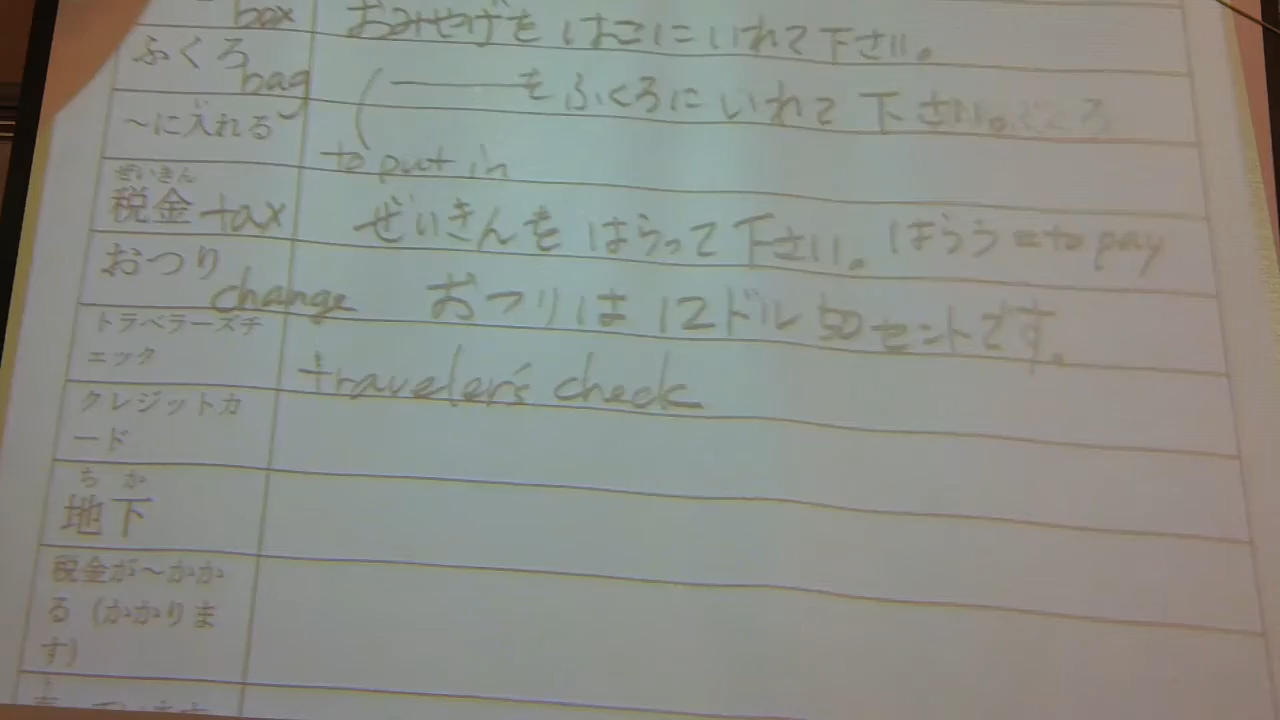 box おみやげを はこにいれて下さい。
ふくろ
bag ーーーをふくろにいれて下さい。
い
～に入れる
to put in
ぜいきん
税金 tax ぜいきんを はらって下さい。 はらう = to pay
おつり
change おつりは 12ドル 50セントです。
トラベラーズチ
ェック
traveler's check
クレジットカ
ード
ちか
地下
税金が～かか
る（かかりま
す）